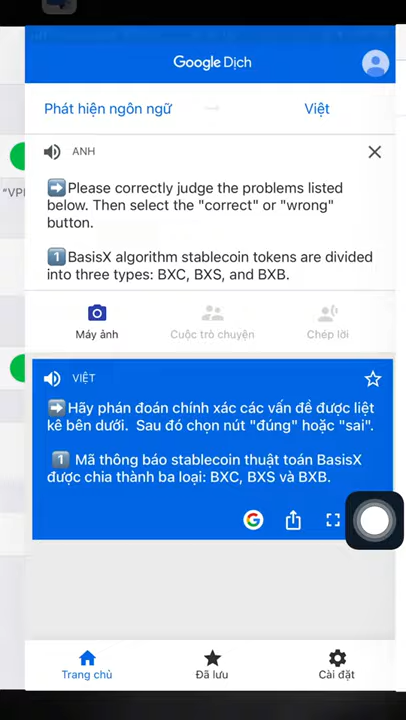 Google Dịch
Phát hiện ngôn ngữ
Việt
ANH
➡️Please correctly judge the problems listed
below. Then select the "correct" or "wrong"
button.
1️⃣BasisX algorithm stablecoin tokens are divided
into three types: BXC, BXS, and BXB.
"VPI
Máy ảnh
Cuộc trò chuyện
Chép lời
VIỆT
➡️Hãy phán đoán chính xác các vấn đề được liệt
kê bên dưới. Sau đó chọn nút "đúng" hoặc "sai".
1️⃣ Mã thông báo stablecoin thuật toán BasisX
được chia thành ba loại: BXC, BXS và BXB.
Trang chủ
Đã lưu
Cài đặt